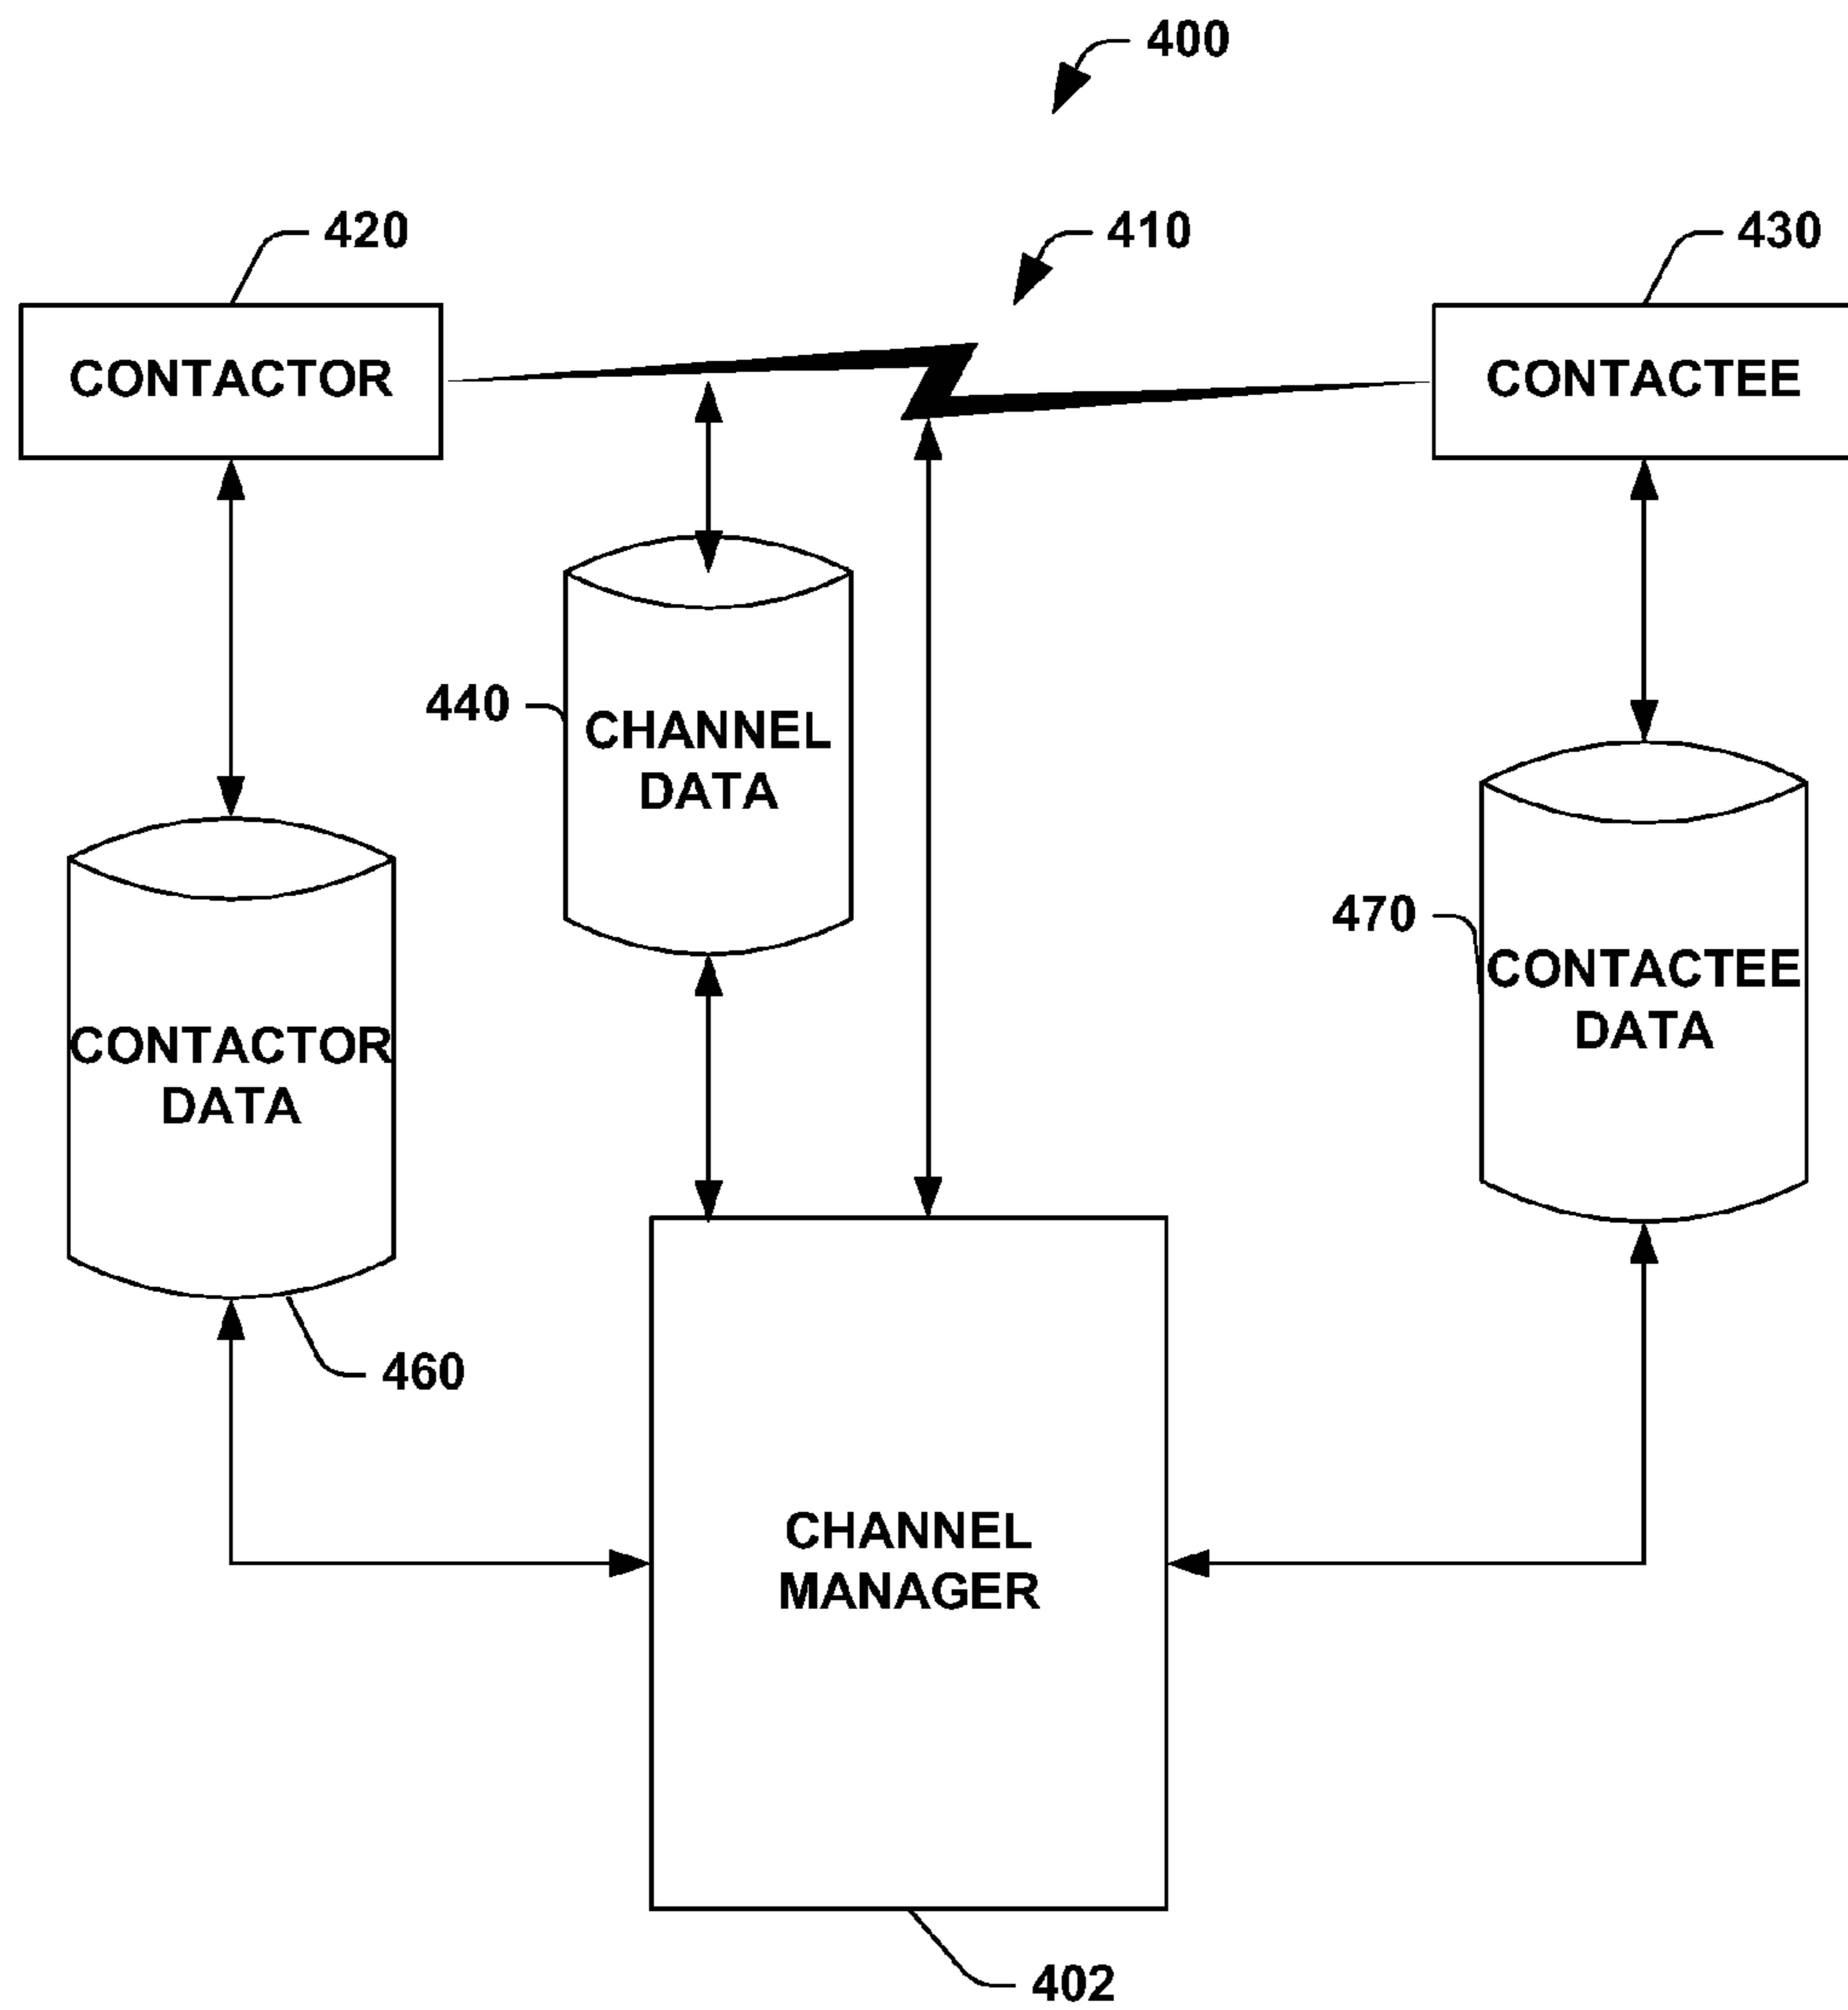 400
420
410
430
CONTACTOR
CONTACTEE
440
CHANNEL
DATA
470
CONTACTEE
DATA
CONTACTOR
DATA
460
CHANNEL
MANAGER
402